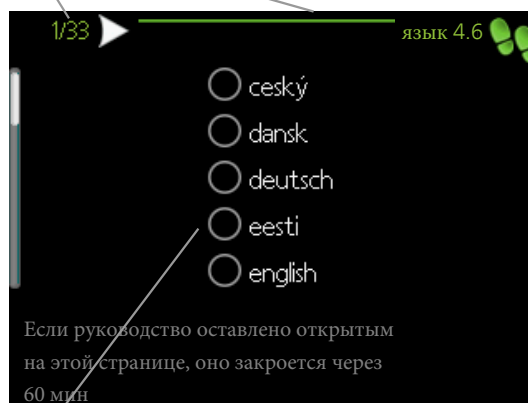 1/33 язык 4.6
ceský
dansk
deutsch
eesti
english
Если руководство оставлено открытым
на этой странице, оно закроется через
60 мин